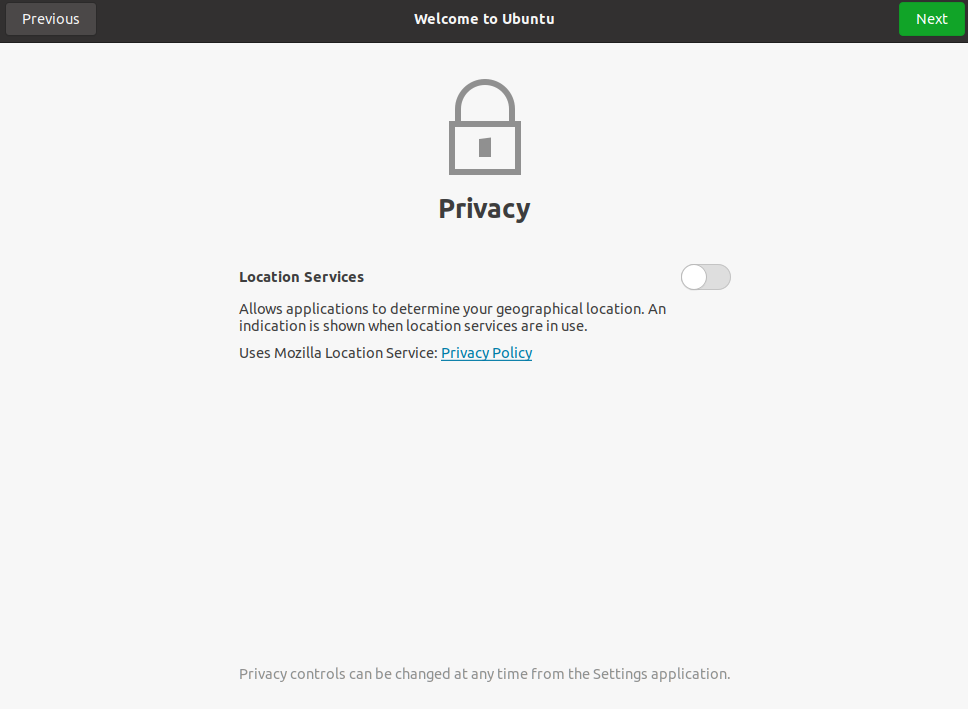 Previous
Welcome to Ubuntu
Next
Privacy
Location Services
Allows applications to determine your geographical location. An
indication is shown when location services are in use.
Uses Mozilla Location Service: Privacy Policy
Privacy controls can be changed at any time from the Settings application.